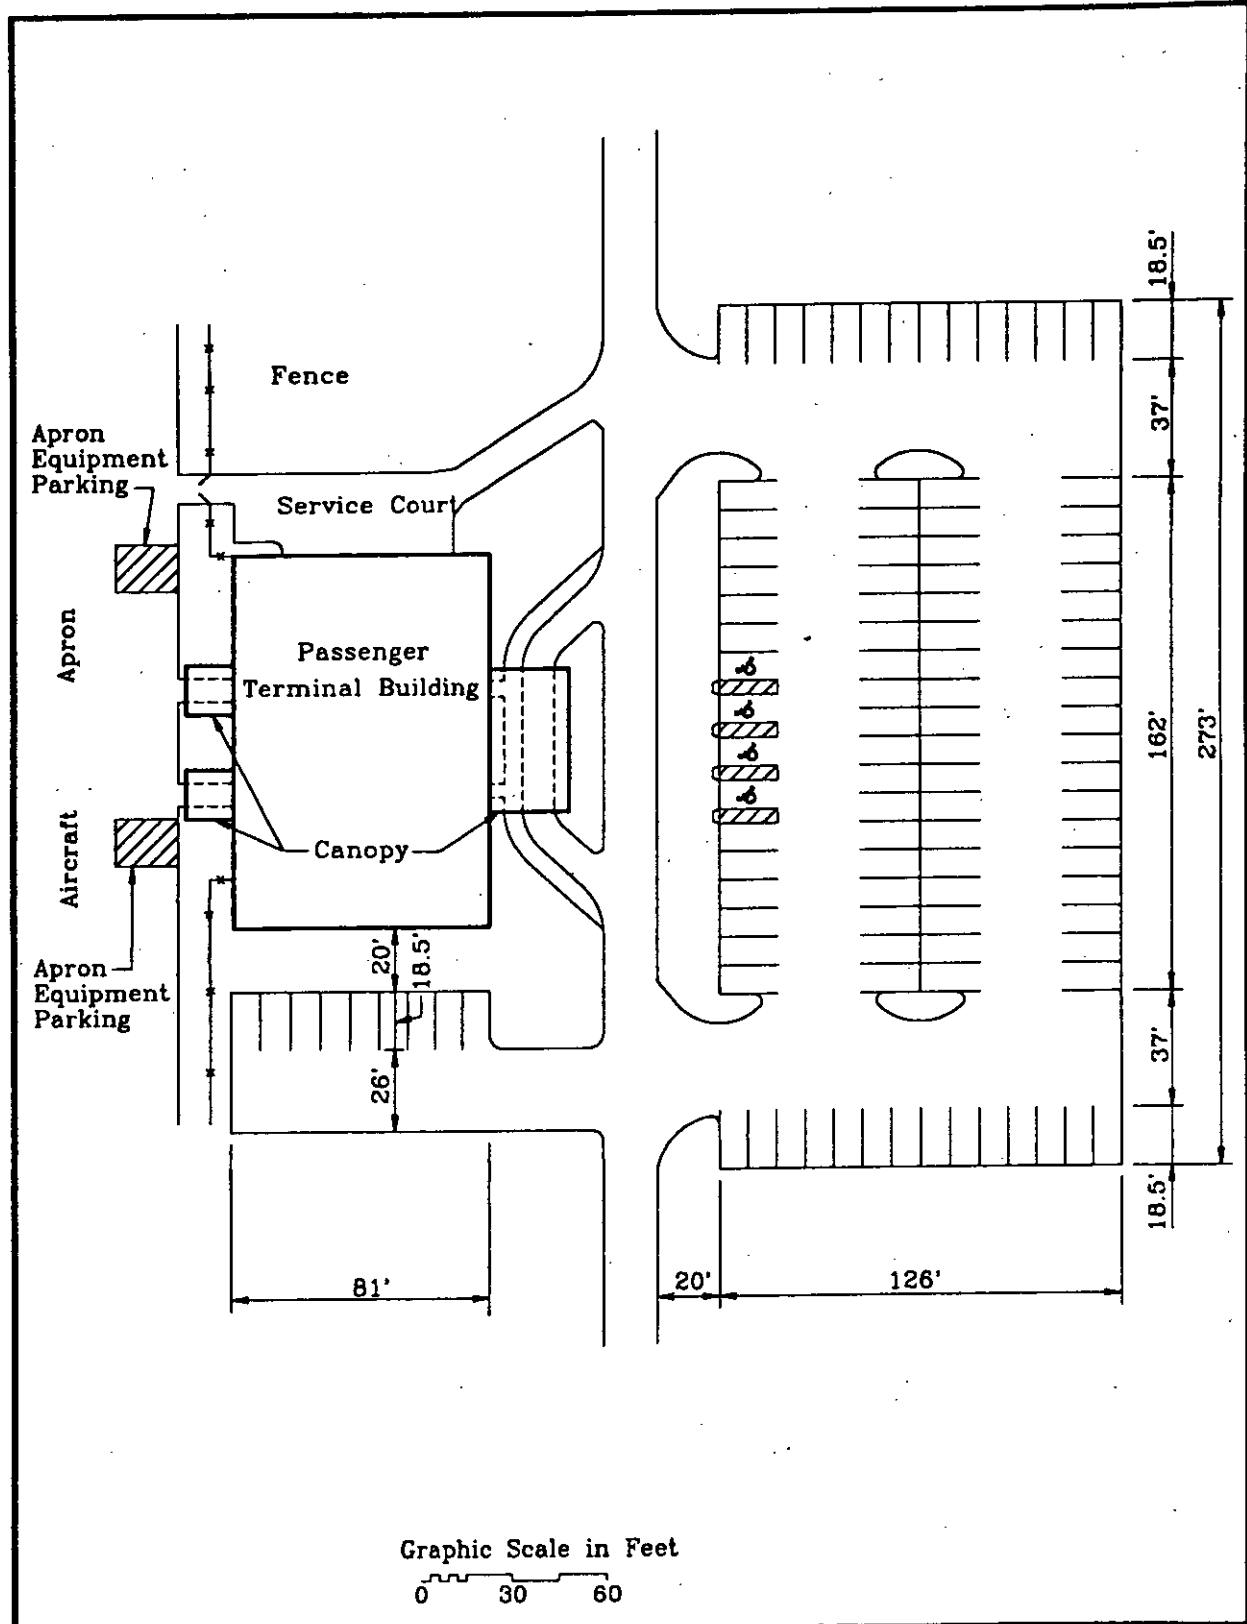 18.5'
37'
Fence
Apron
Equipment
Parking
Service Court
Apron
Passenger
Terminal Building
162'
273'
Canopy
Aircraft
20'
18.5'
Apron
Equipment
Parking
26'
37'
18.5'
81'
20'
126'
Graphic Scale in Feet
0 30 60